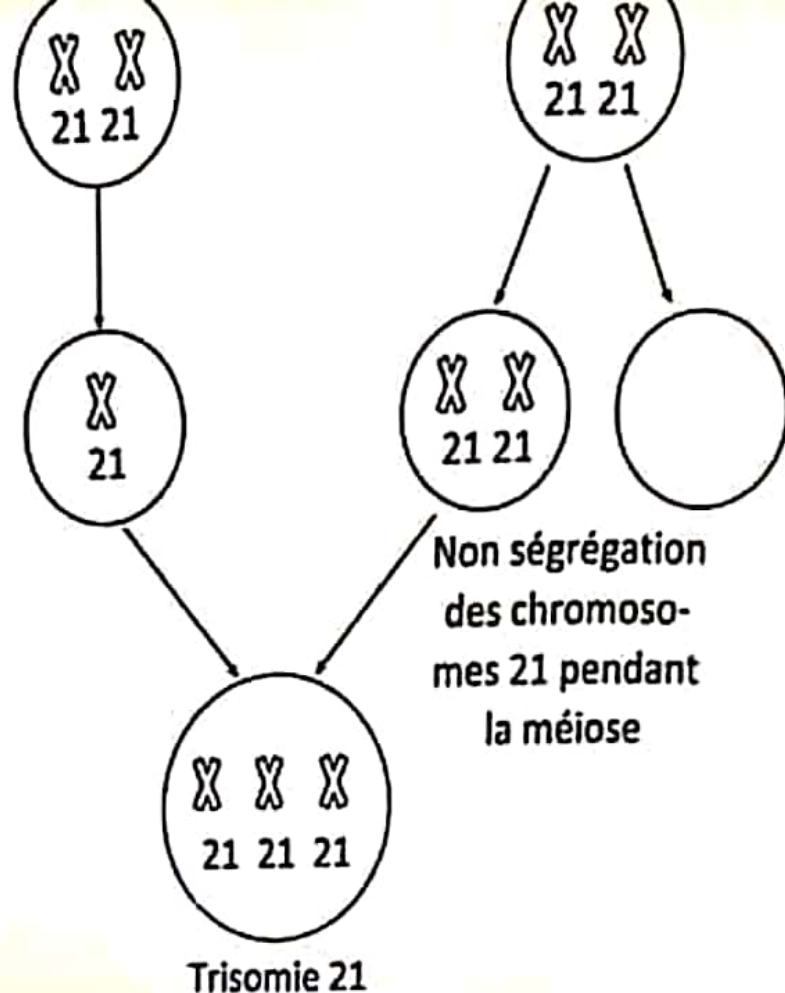 21 21
21 21
21
21 21
Non ségrégation
des chromoso-
mes 21 pendant
la méiose
21 21 21
Trisomie 21